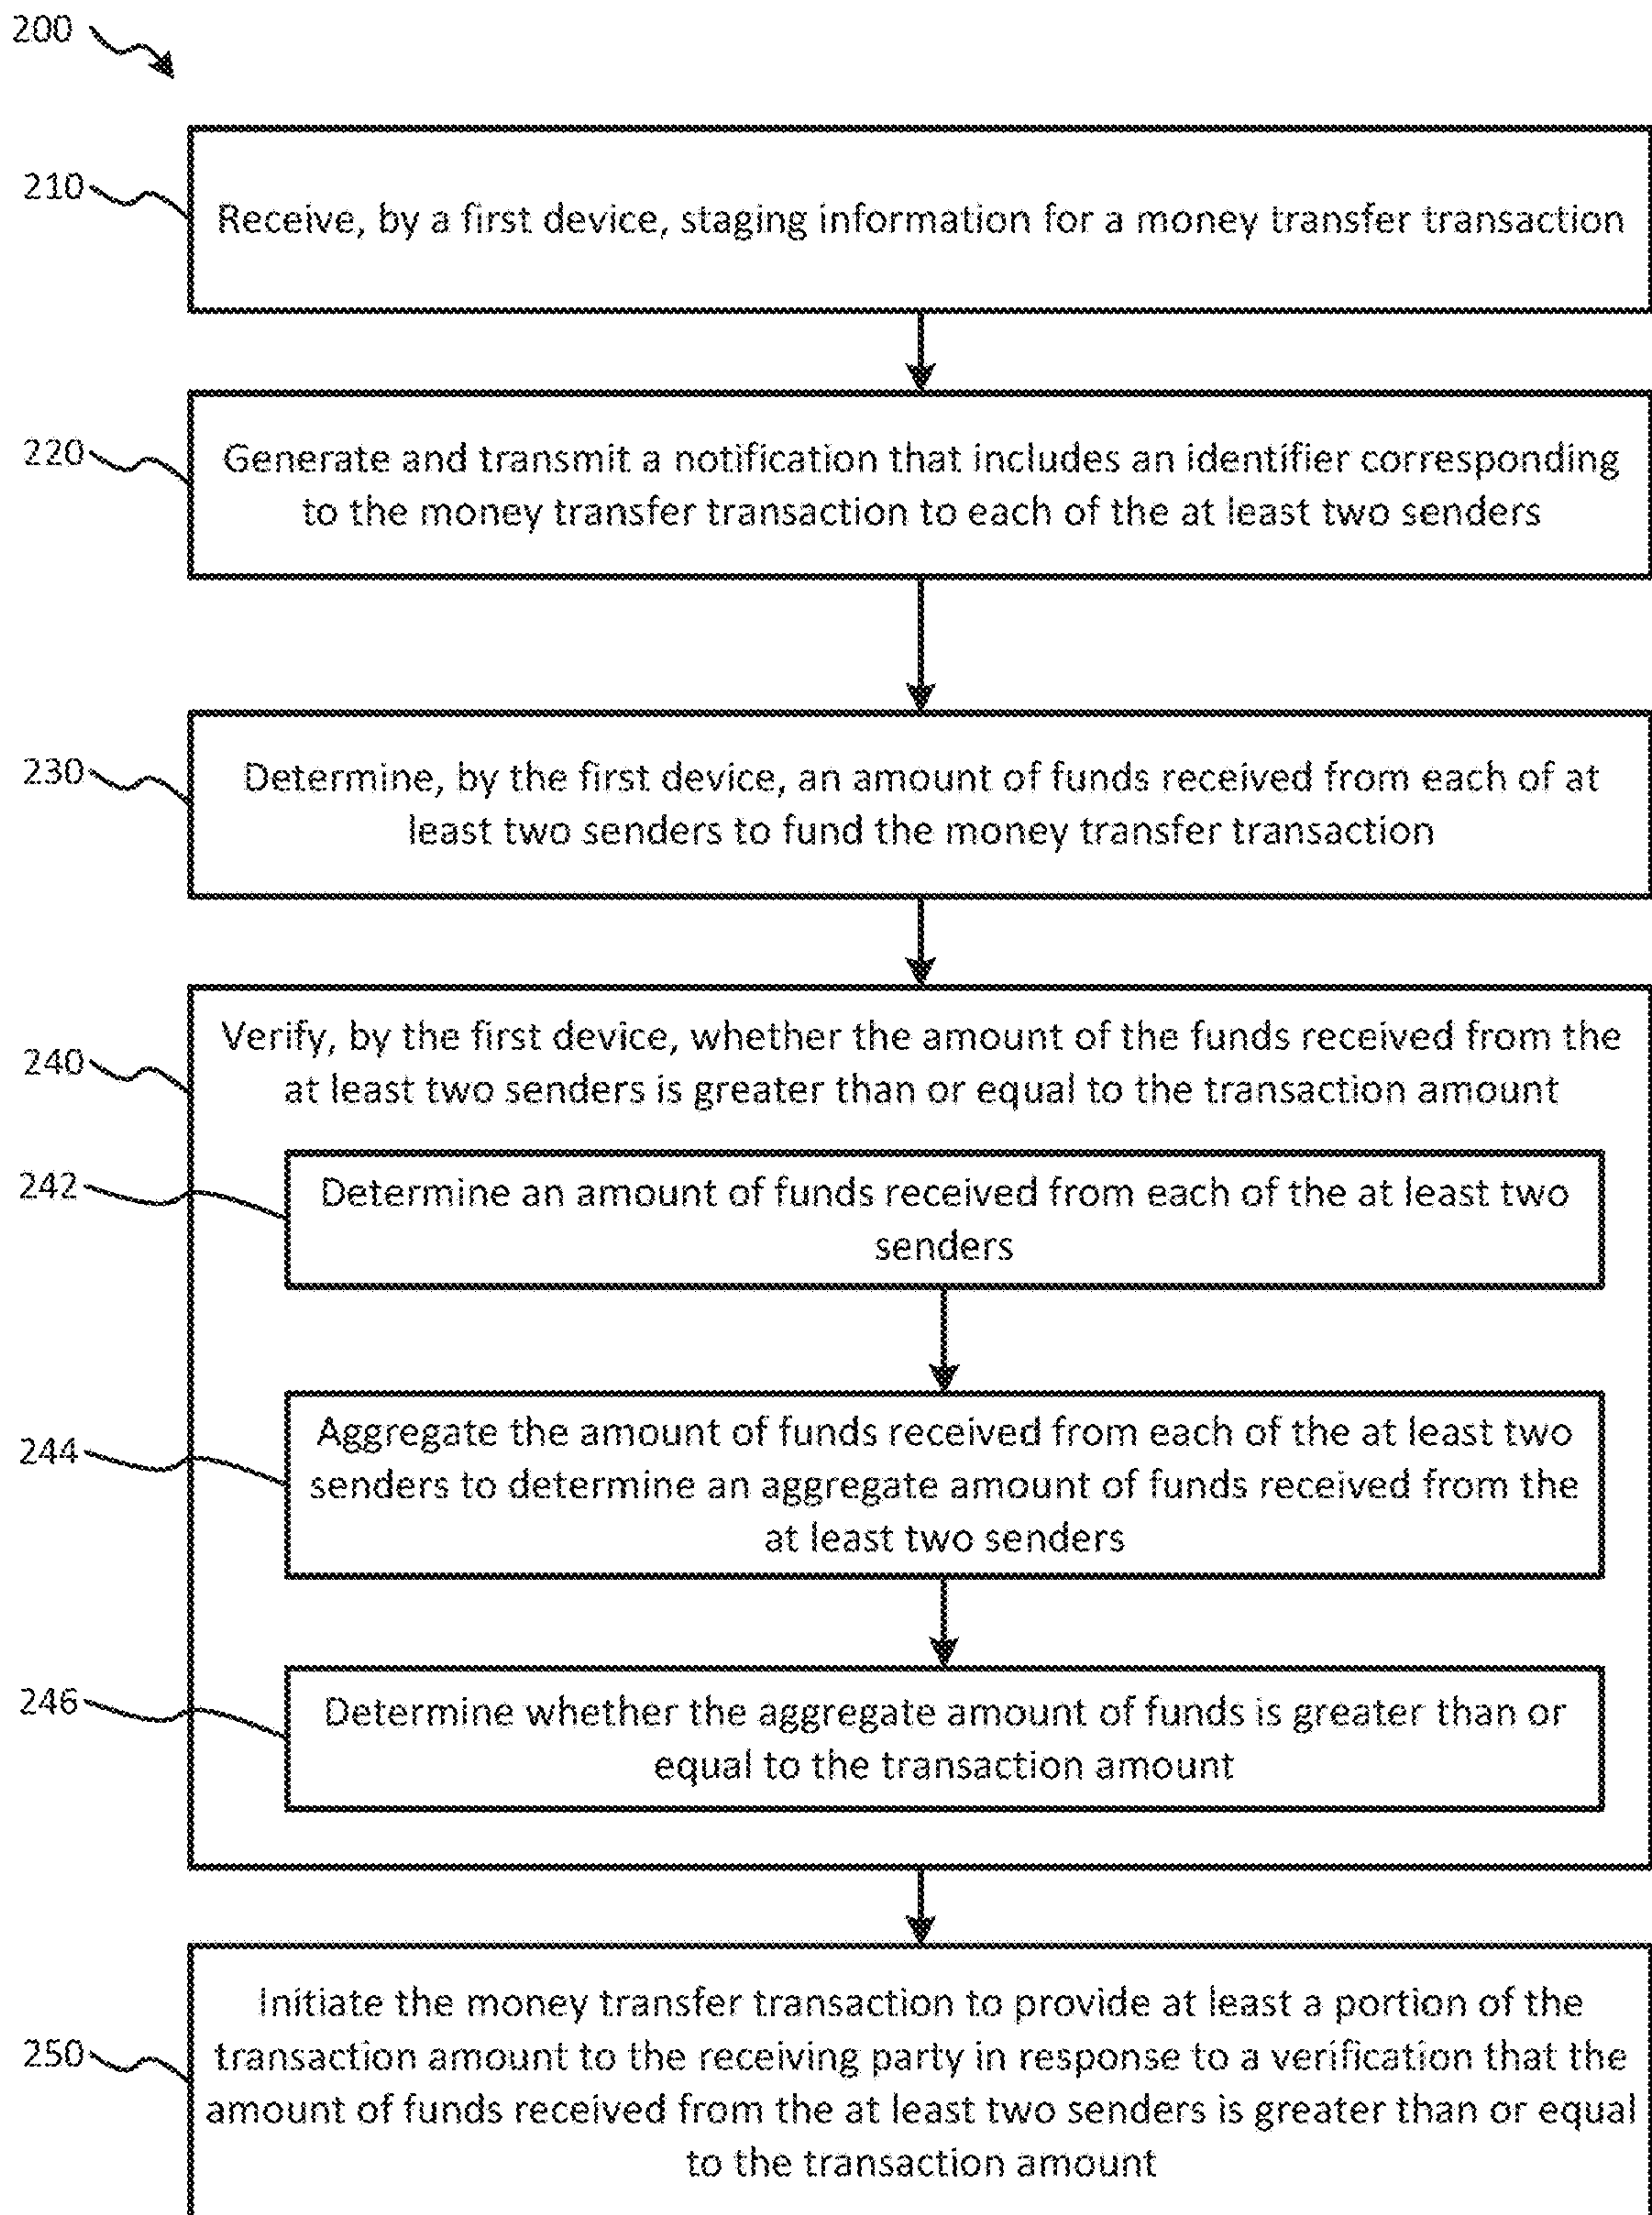 200
210
Receive, by a first device, staging information for a money transfer transaction
220
Generate and transmit a notification that includes an identifier corresponding
to the money transfer transaction to each of the at least two senders
230
Determine, by the first device, an amount of funds received from each of at
least two senders to fund the money transfer transaction
240
Verify, by the first device, whether the amount of the funds received from the
at least two senders is greater than or equal to the transaction amount
242
Determine an amount of funds received from each of the at least two
senders
244
Aggregate the amount of funds received from each of the at least two
senders to determine an aggregate amount of funds received from the
at least two senders
246
Determine whether the aggregate amount of funds is greater than or
equal to the transaction amount
250
Initiate the money transfer transaction to provide at least a portion of the
transaction amount to the receiving party in response to a verification that the
amount of funds received from the at least two senders is greater than or equal
to the transaction amount